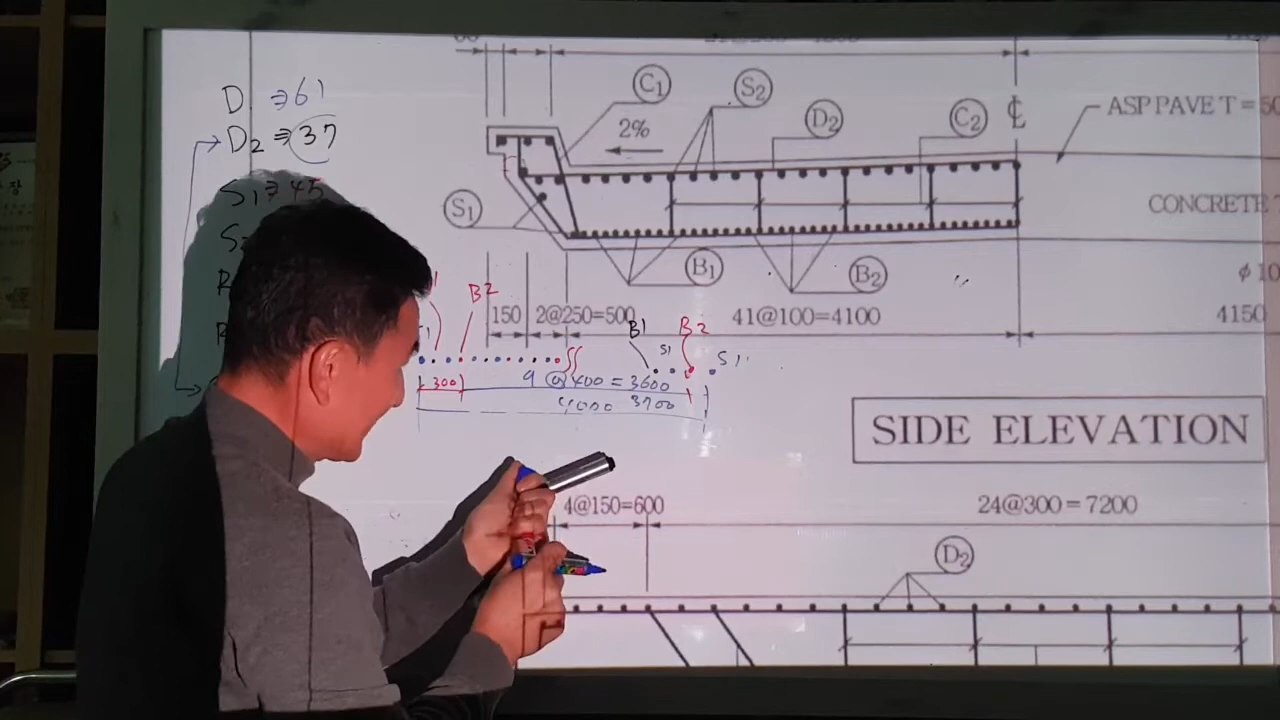 D ⇒ 61
D2 ⇒ 37
S1 ⇒ 45
C1
S2
D2
C2
2%
ASP PAVE T = 50
CONCRETE
S1
B1
B2
φ 10
150
2@250=500
41@100=4100
4150
B2
B1
B2
S1
S1
300
9 @ 400 = 3600
4000
3700
SIDE ELEVATION
4@150=600
24@300 = 7200
D2